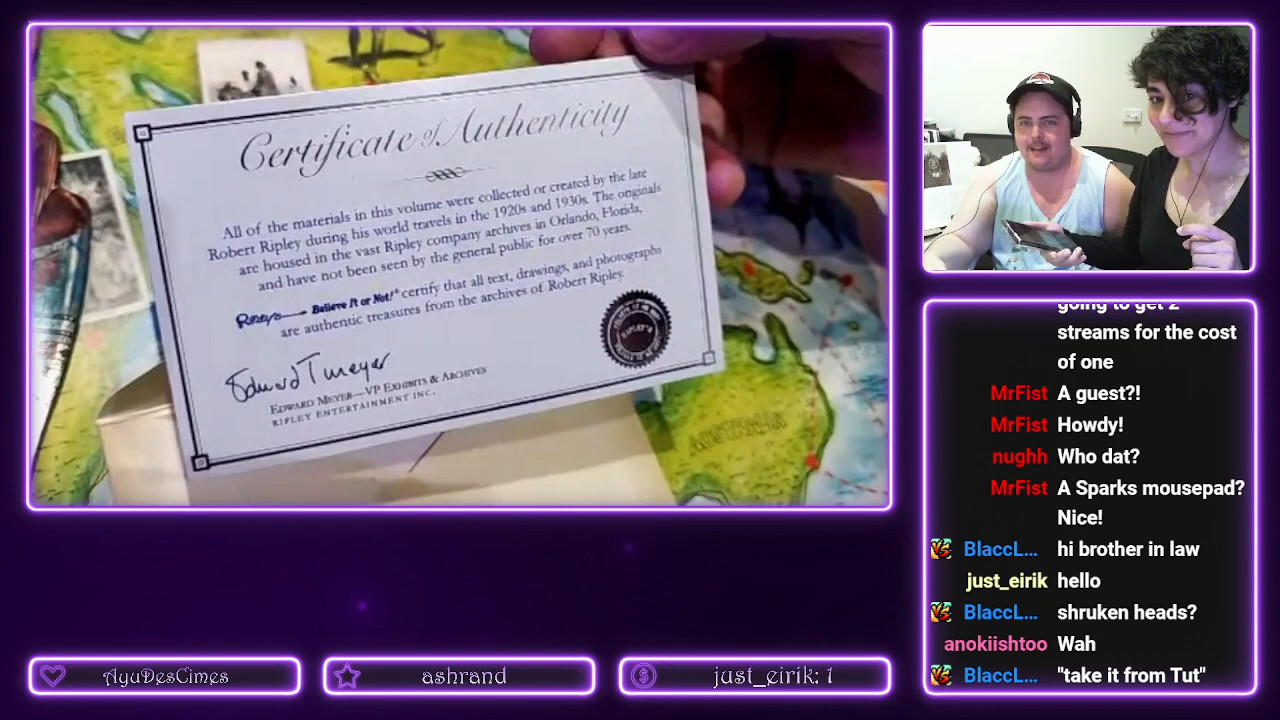 Certificate of Authenticity
All of the materials in this volume were collected or created by the late
Robert Ripley during his world travels in the 1920s and 1930s. The originals
are housed in the vast Ripley company archives in Orlando, Florida,
and have not been seen by the general public for over 70 years.
Ripley's Believe It or Not!® certify that all text, drawings, and photographs
are authentic treasures from the archives of Robert Ripley.
RIPLEY'S
Edward T Meyer
EDWARD MEYER—VP EXHIBITS & ARCHIVES
RIPLEY ENTERTAINMENT INC.
AUSTRALIA
going to get 2
streams for the cost
of one
MrFist A guest?!
MrFist Howdy!
nughh Who dat?
MrFist A Sparks mousepad?
Nice!
BlaccL... hi brother in law
just_eirik hello
BlaccL... shruken heads?
anokiishtoo Wah
BlaccL... "take it from Tut"
AyuDesCimes
ashrand
just_eirik: 1